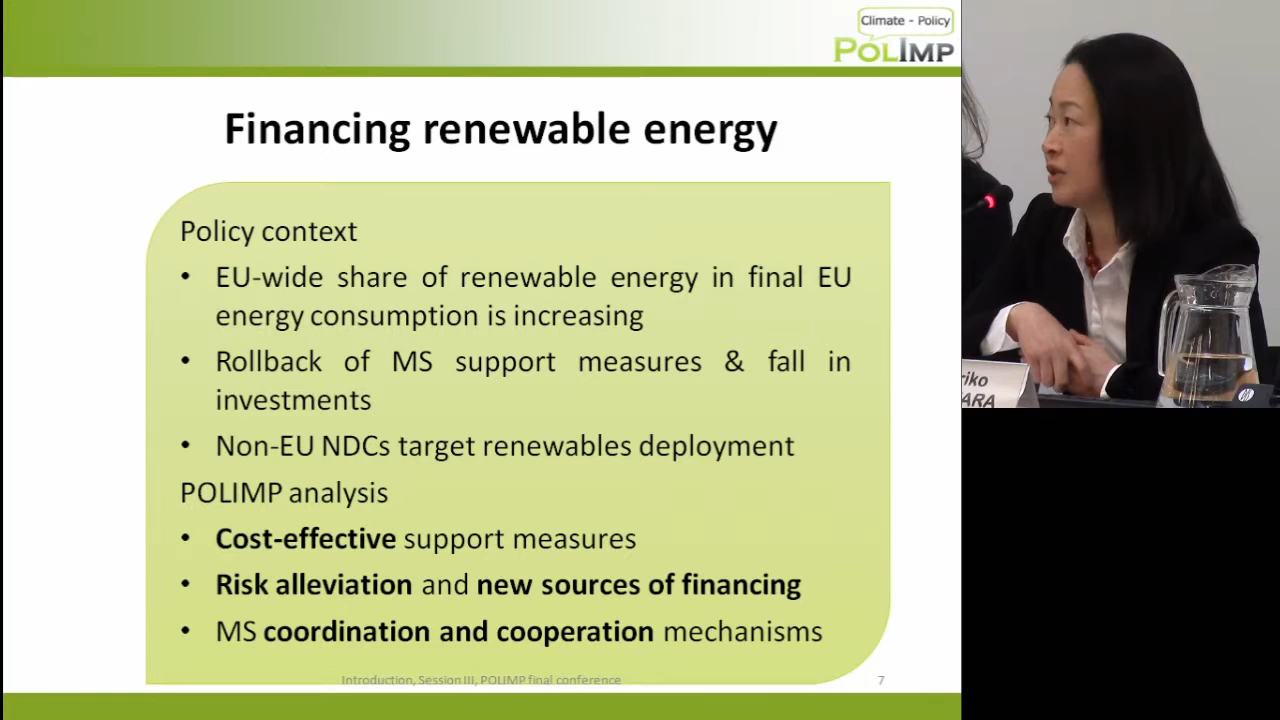 Climate - Policy
POLIMP
Financing renewable energy
Policy context
• EU-wide share of renewable energy in final EU
energy consumption is increasing
• Rollback of MS support measures & fall in
investments
• Non-EU NDCs target renewables deployment
POLIMP analysis
• Cost-effective support measures
• Risk alleviation and new sources of financing
• MS coordination and cooperation mechanisms
Introduction, Session III, POLIMP final conference
7
riko
ARA
hp